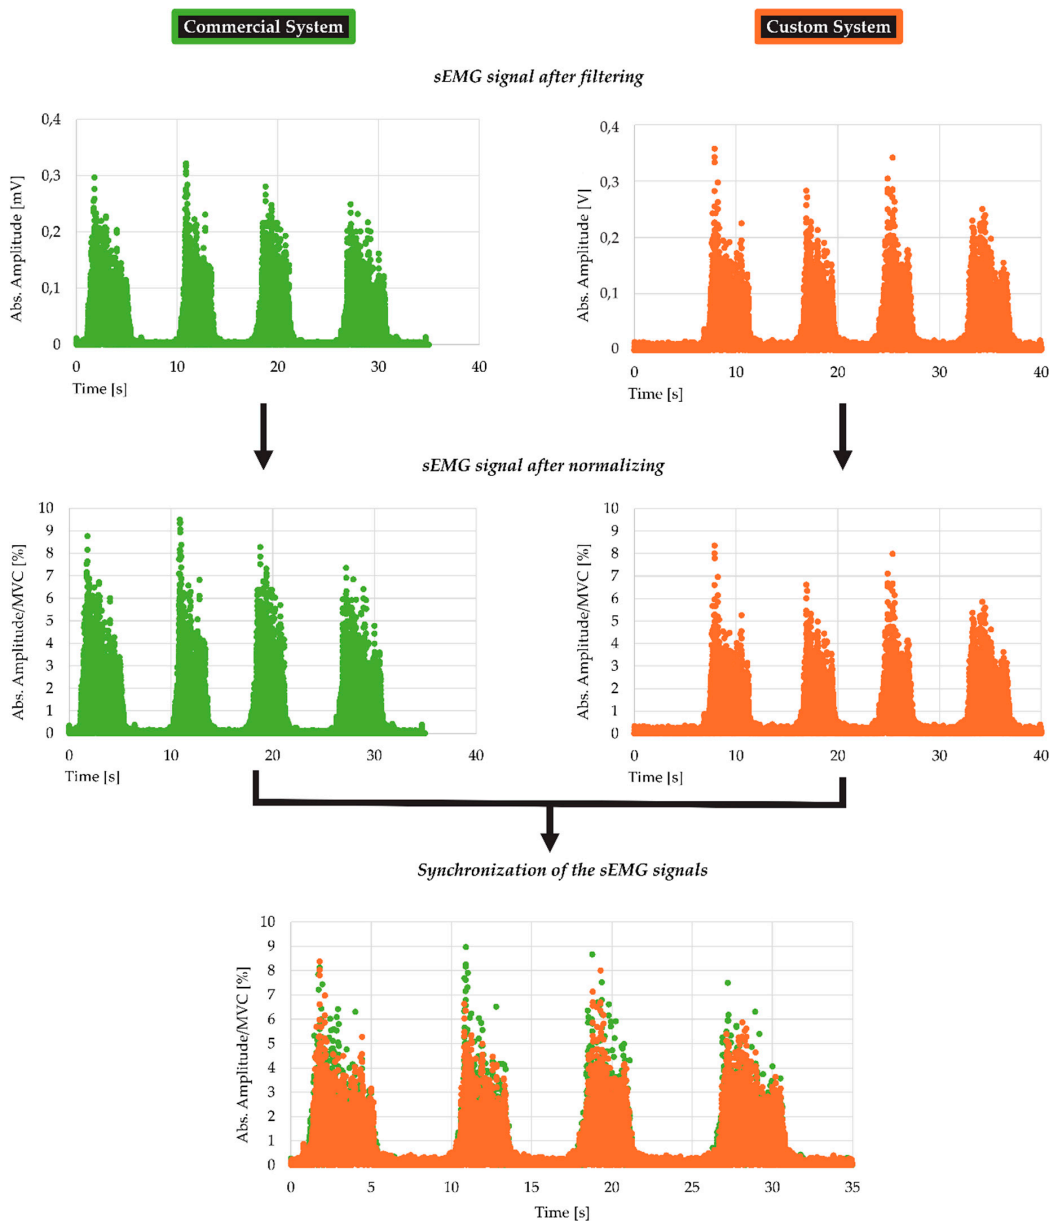 Commercial System
Custom System
sEMG signal after filtering
0,4
0,3
0,2
0,1
0
Abs. Amplitude [mV]
0 10 20 30 40
Time [s]
0,4
0,3
0,2
0,1
0
Abs. Amplitude [V]
0 10 20 30 40
Time [s]
sEMG signal after normalizing
10
9
8
7
6
5
4
3
2
1
0
Abs. Amplitude/MVC [%]
0 10 20 30 40
Time [s]
10
9
8
7
6
5
4
3
2
1
0
Abs. Amplitude/MVC [%]
0 10 20 30 40
Time [s]
Synchronization of the sEMG signals
10
9
8
7
6
5
4
3
2
1
0
Abs. Amplitude/MVC [%]
0 5 10 15 20 25 30 35
Time [s]